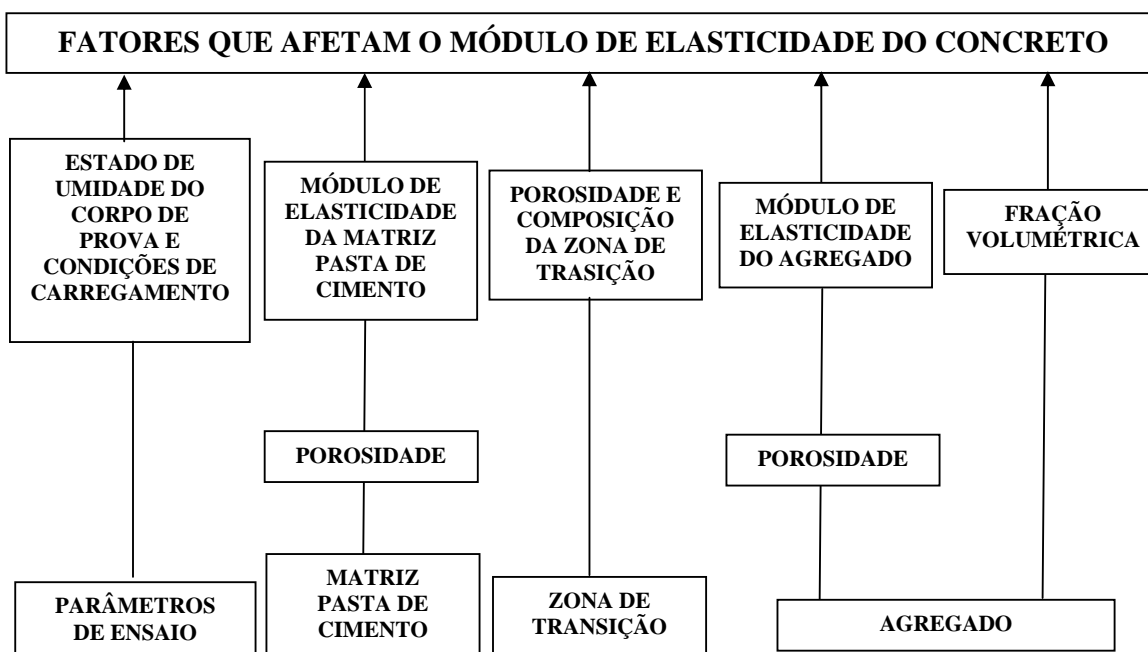 FATORES QUE AFETAM O MÓDULO DE ELASTICIDADE DO CONCRETO
ESTADO DE
UMIDADE DO
CORPO DE
PROVA E
CONDIÇÕES DE
CARREGAMENTO
MÓDULO DE
ELASTICIDADE
DA MATRIZ
PASTA DE
CIMENTO
POROSIDADE E
COMPOSIÇÃO
DA ZONA DE
TRASIÇÃO
MÓDULO DE
ELASTICIDADE
DO AGREGADO
FRAÇÃO
VOLUMÉTRICA
POROSIDADE
POROSIDADE
PARÂMETROS
DE ENSAIO
MATRIZ
PASTA DE
CIMENTO
ZONA DE
TRANSIÇÃO
AGREGADO